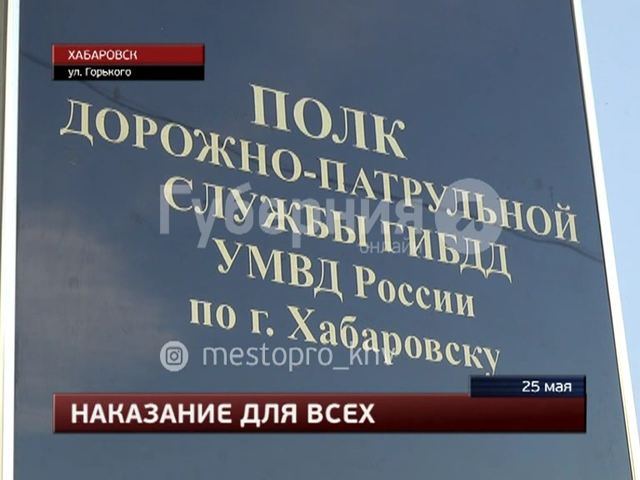 ХАБАРОВСК
ул. Горького
ПОЛК
ДОРОЖНО-ПАТРУЛЬНОЙ
СЛУЖБЫ ГИБДД
УМВД России
по г. Хабаровску
Губерния
онлайн
mestopro_khv
25 мая
НАКАЗАНИЕ ДЛЯ ВСЕХ